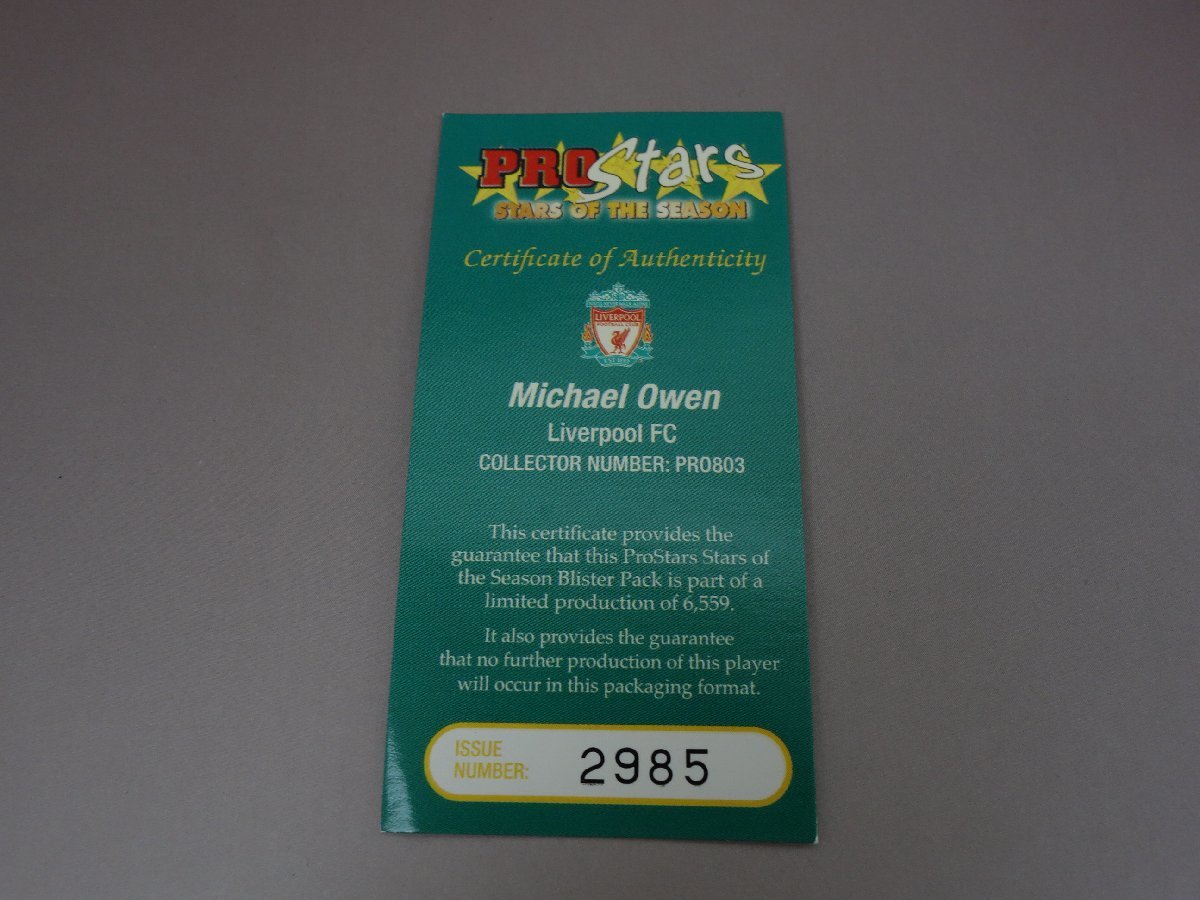 PROStars
STARS OF THE SEASON
Certificate of Authenticity
LIVERPOOL
FOOTBALL CLUB
Michael Owen
Liverpool FC
COLLECTOR NUMBER: PRO803
This certificate provides the
guarantee that this ProStars Stars of
the Season Blister Pack is part of a
limited production of 6,559.
It also provides the guarantee
that no further production of this player
will occur in this packaging format.
ISSUE
NUMBER: 2985